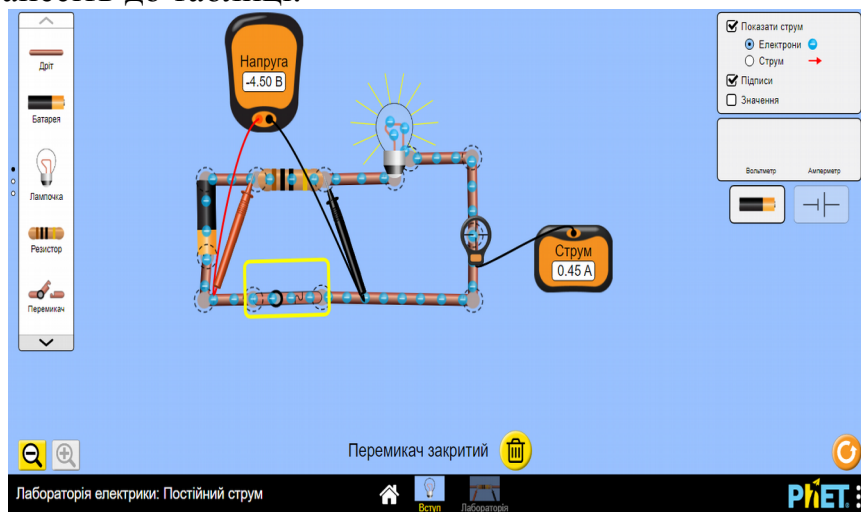 Дріт
Батарея
Лампочка
Резистор
Перемикач
Напруга
-4.50 В
Струм
0.45 А
Показати струм
Електрони
Струм
Підписи
Значення
Вольтметр
Амперметр
Перемикач закритий
Лабораторія електрики: Постійний струм
Вступ
Лабораторія
PhET